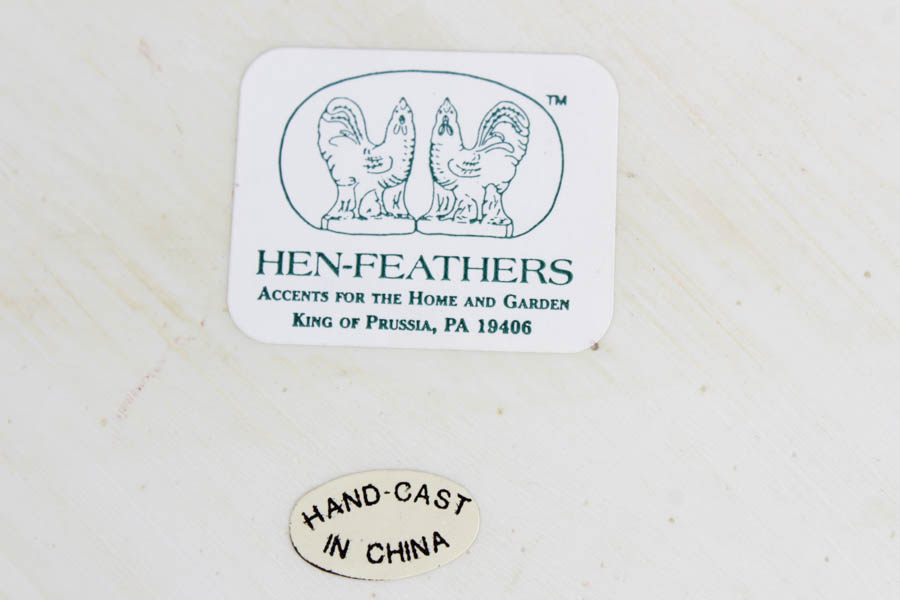 TM
HEN-FEATHERS
ACCENTS FOR THE HOME AND GARDEN
KING OF PRUSSIA, PA 19406
HAND-CAST
IN CHINA